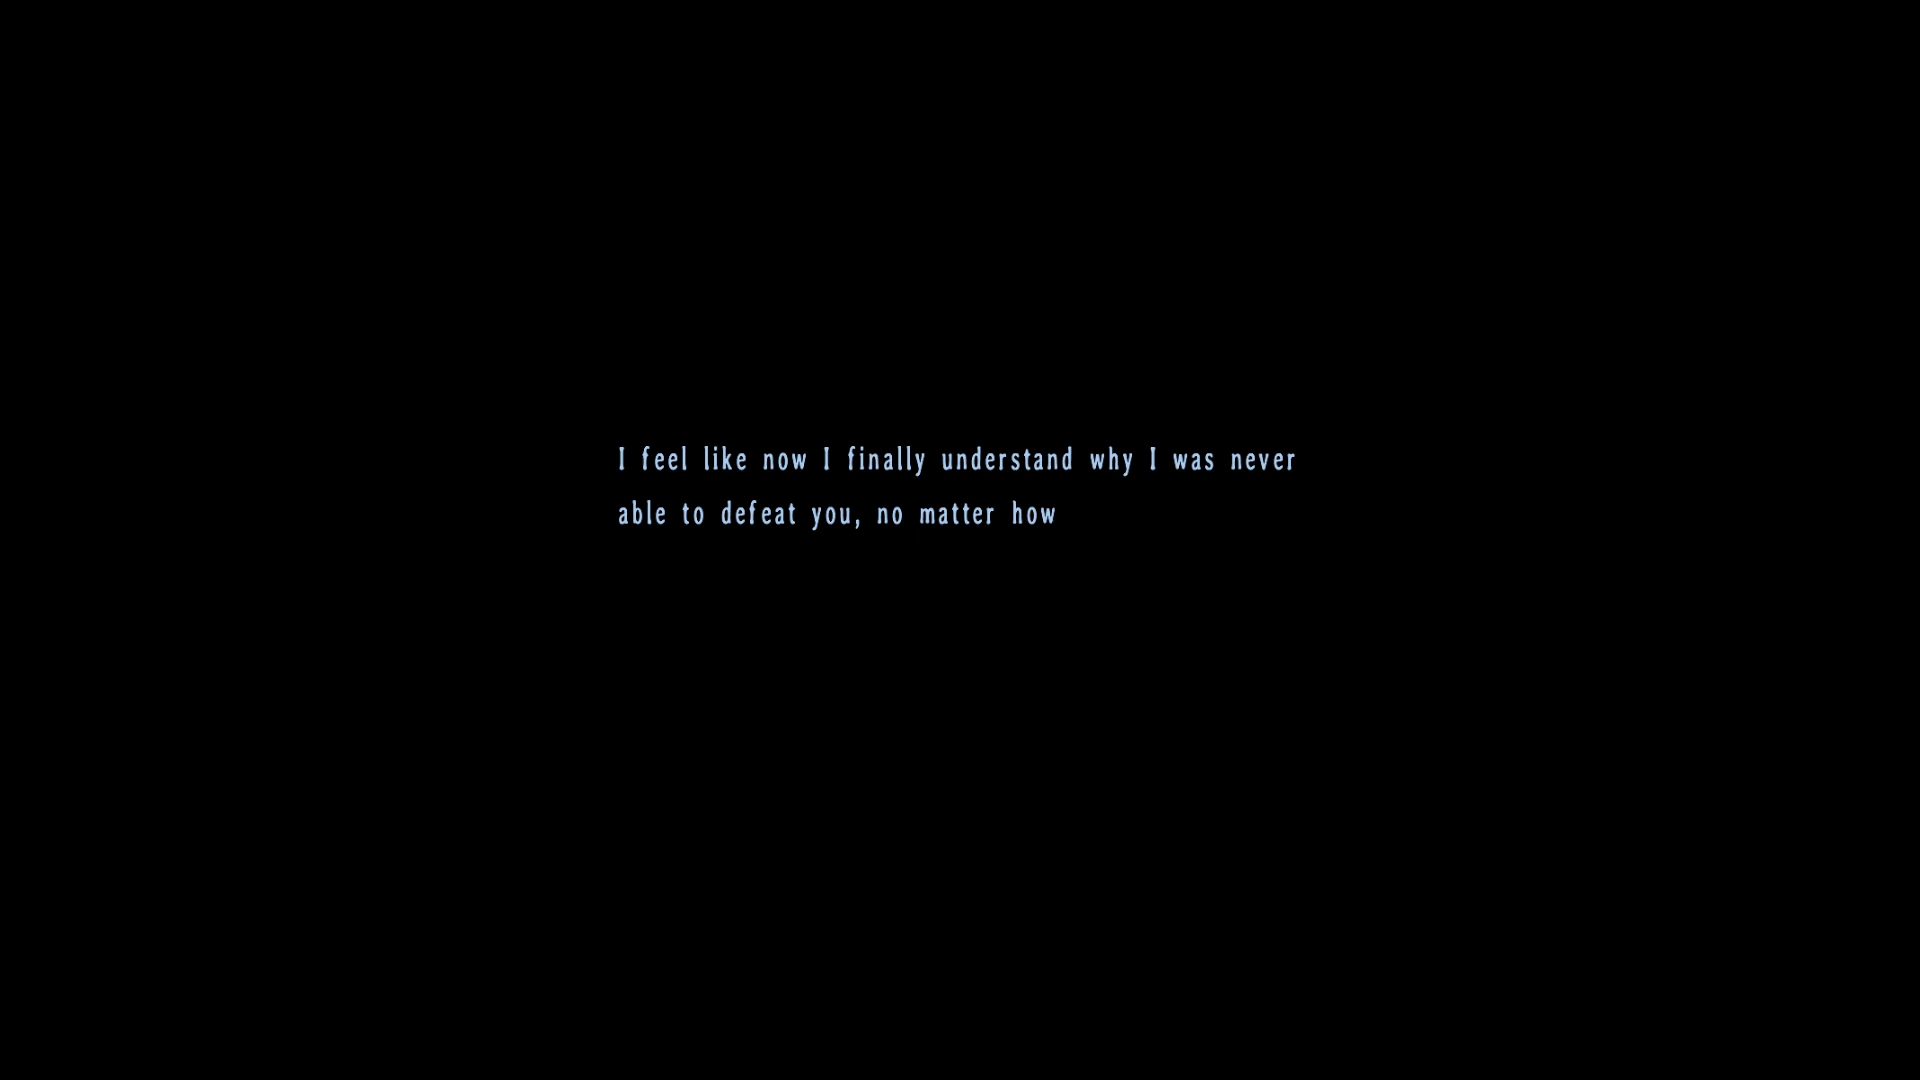 I feel like now I finally understand why I was never
able to defeat you, no matter how